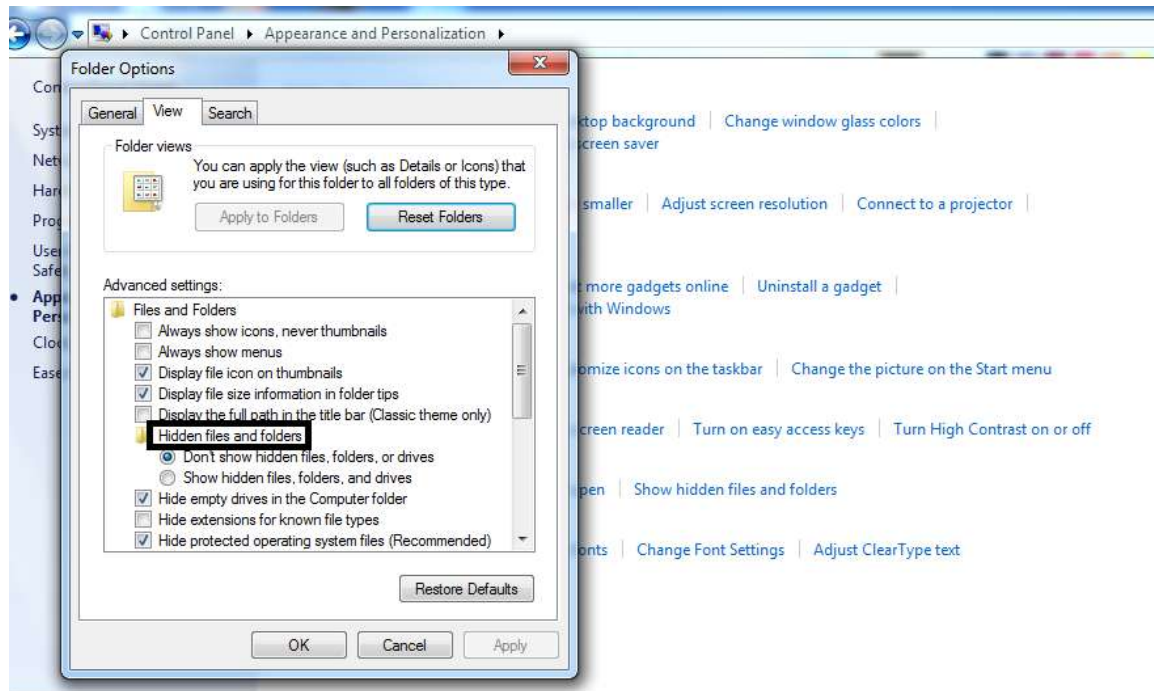 Control Panel Appearance and Personalization
Folder Options
General View Search
Folder views
You can apply the view (such as Details or Icons) that
you are using for this folder to all folders of this type.
Apply to Folders Reset Folders
Advanced settings:
Files and Folders
Always show icons, never thumbnails
Always show menus
Display file icon on thumbnails
Display file size information in folder tips
Display the full path in the title bar (Classic theme only)
Hidden files and folders
Don't show hidden files, folders, or drives
Show hidden files, folders, and drives
Hide empty drives in the Computer folder
Hide extensions for known file types
Hide protected operating system files (Recommended)
Restore Defaults
OK Cancel Apply
background Change window glass colors
screen saver
smaller Adjust screen resolution Connect to a projector
more gadgets online Uninstall a gadget
with Windows
icons on the taskbar Change the picture on the Start menu
reader Turn on easy access keys Turn High Contrast on or off
Show hidden files and folders
Change Font Settings Adjust ClearType text